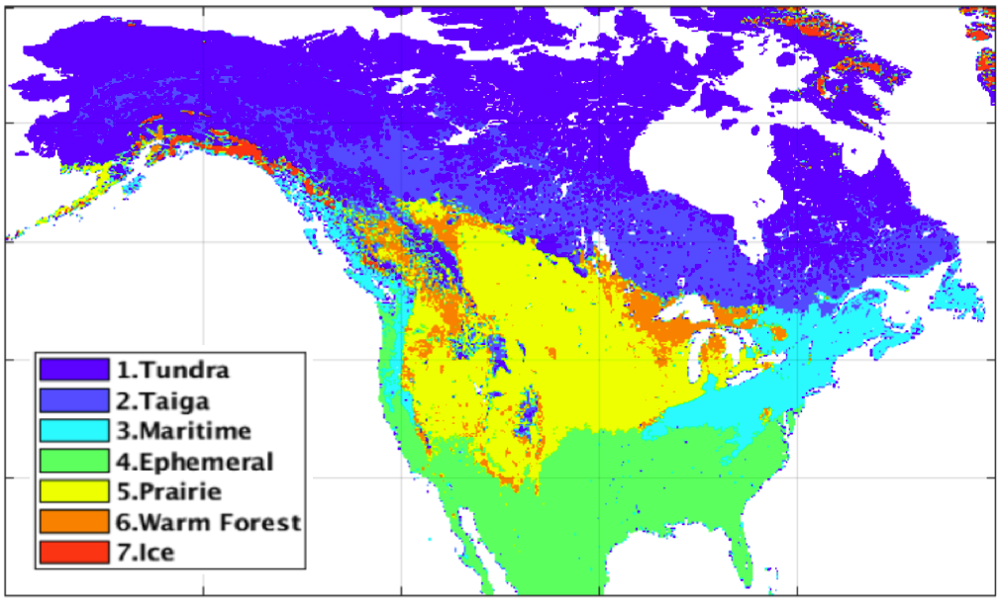 1.Tundra
2.Taiga
3.Maritime
4.Ephemeral
5.Prairie
6.Warm Forest
7.Ice